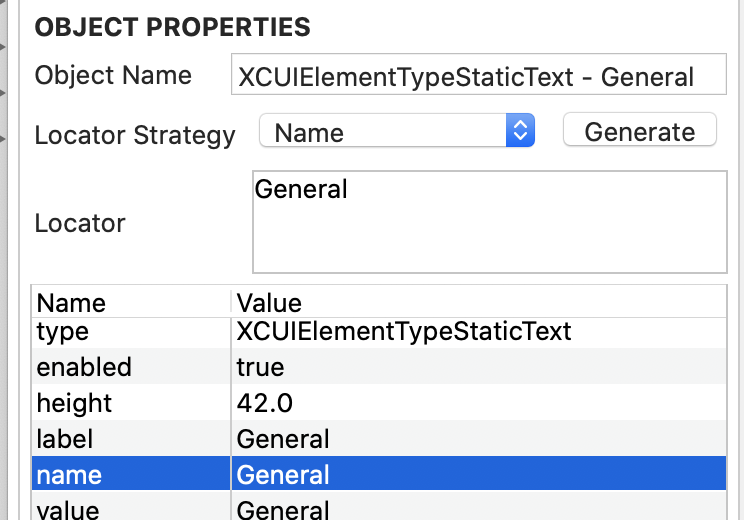 OBJECT PROPERTIES
Object Name XCUIElementTypeStaticText - General
Locator Strategy Name Generate
Locator General
Name Value
type XCUIElementTypeStaticText
enabled true
height 42.0
label General
name General
value General